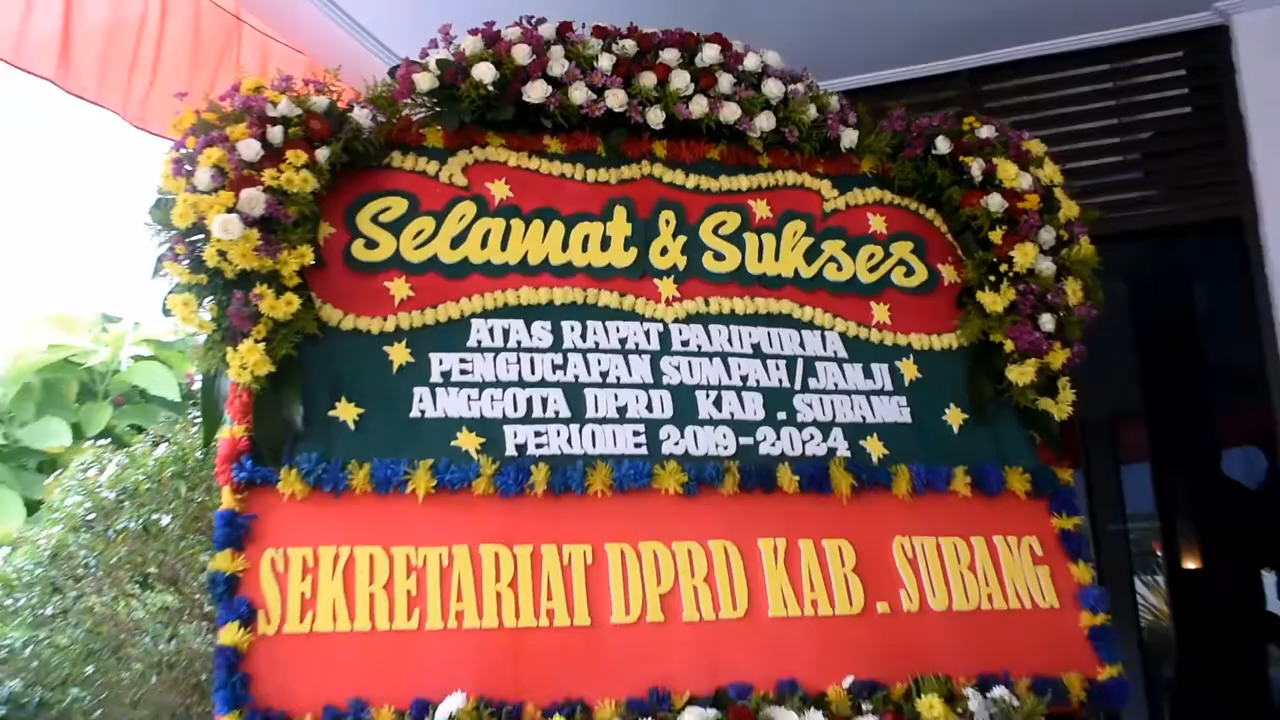 Selamat & Sukses
ATAS RAPAT PARIPURNA
PENGUCAPAN SUMPAH/JANJI
ANGGOTA DPRD KAB. SUBANG
PERIODE 2019-2024
SEKRETARIAT DPRD KAB. SUBANG